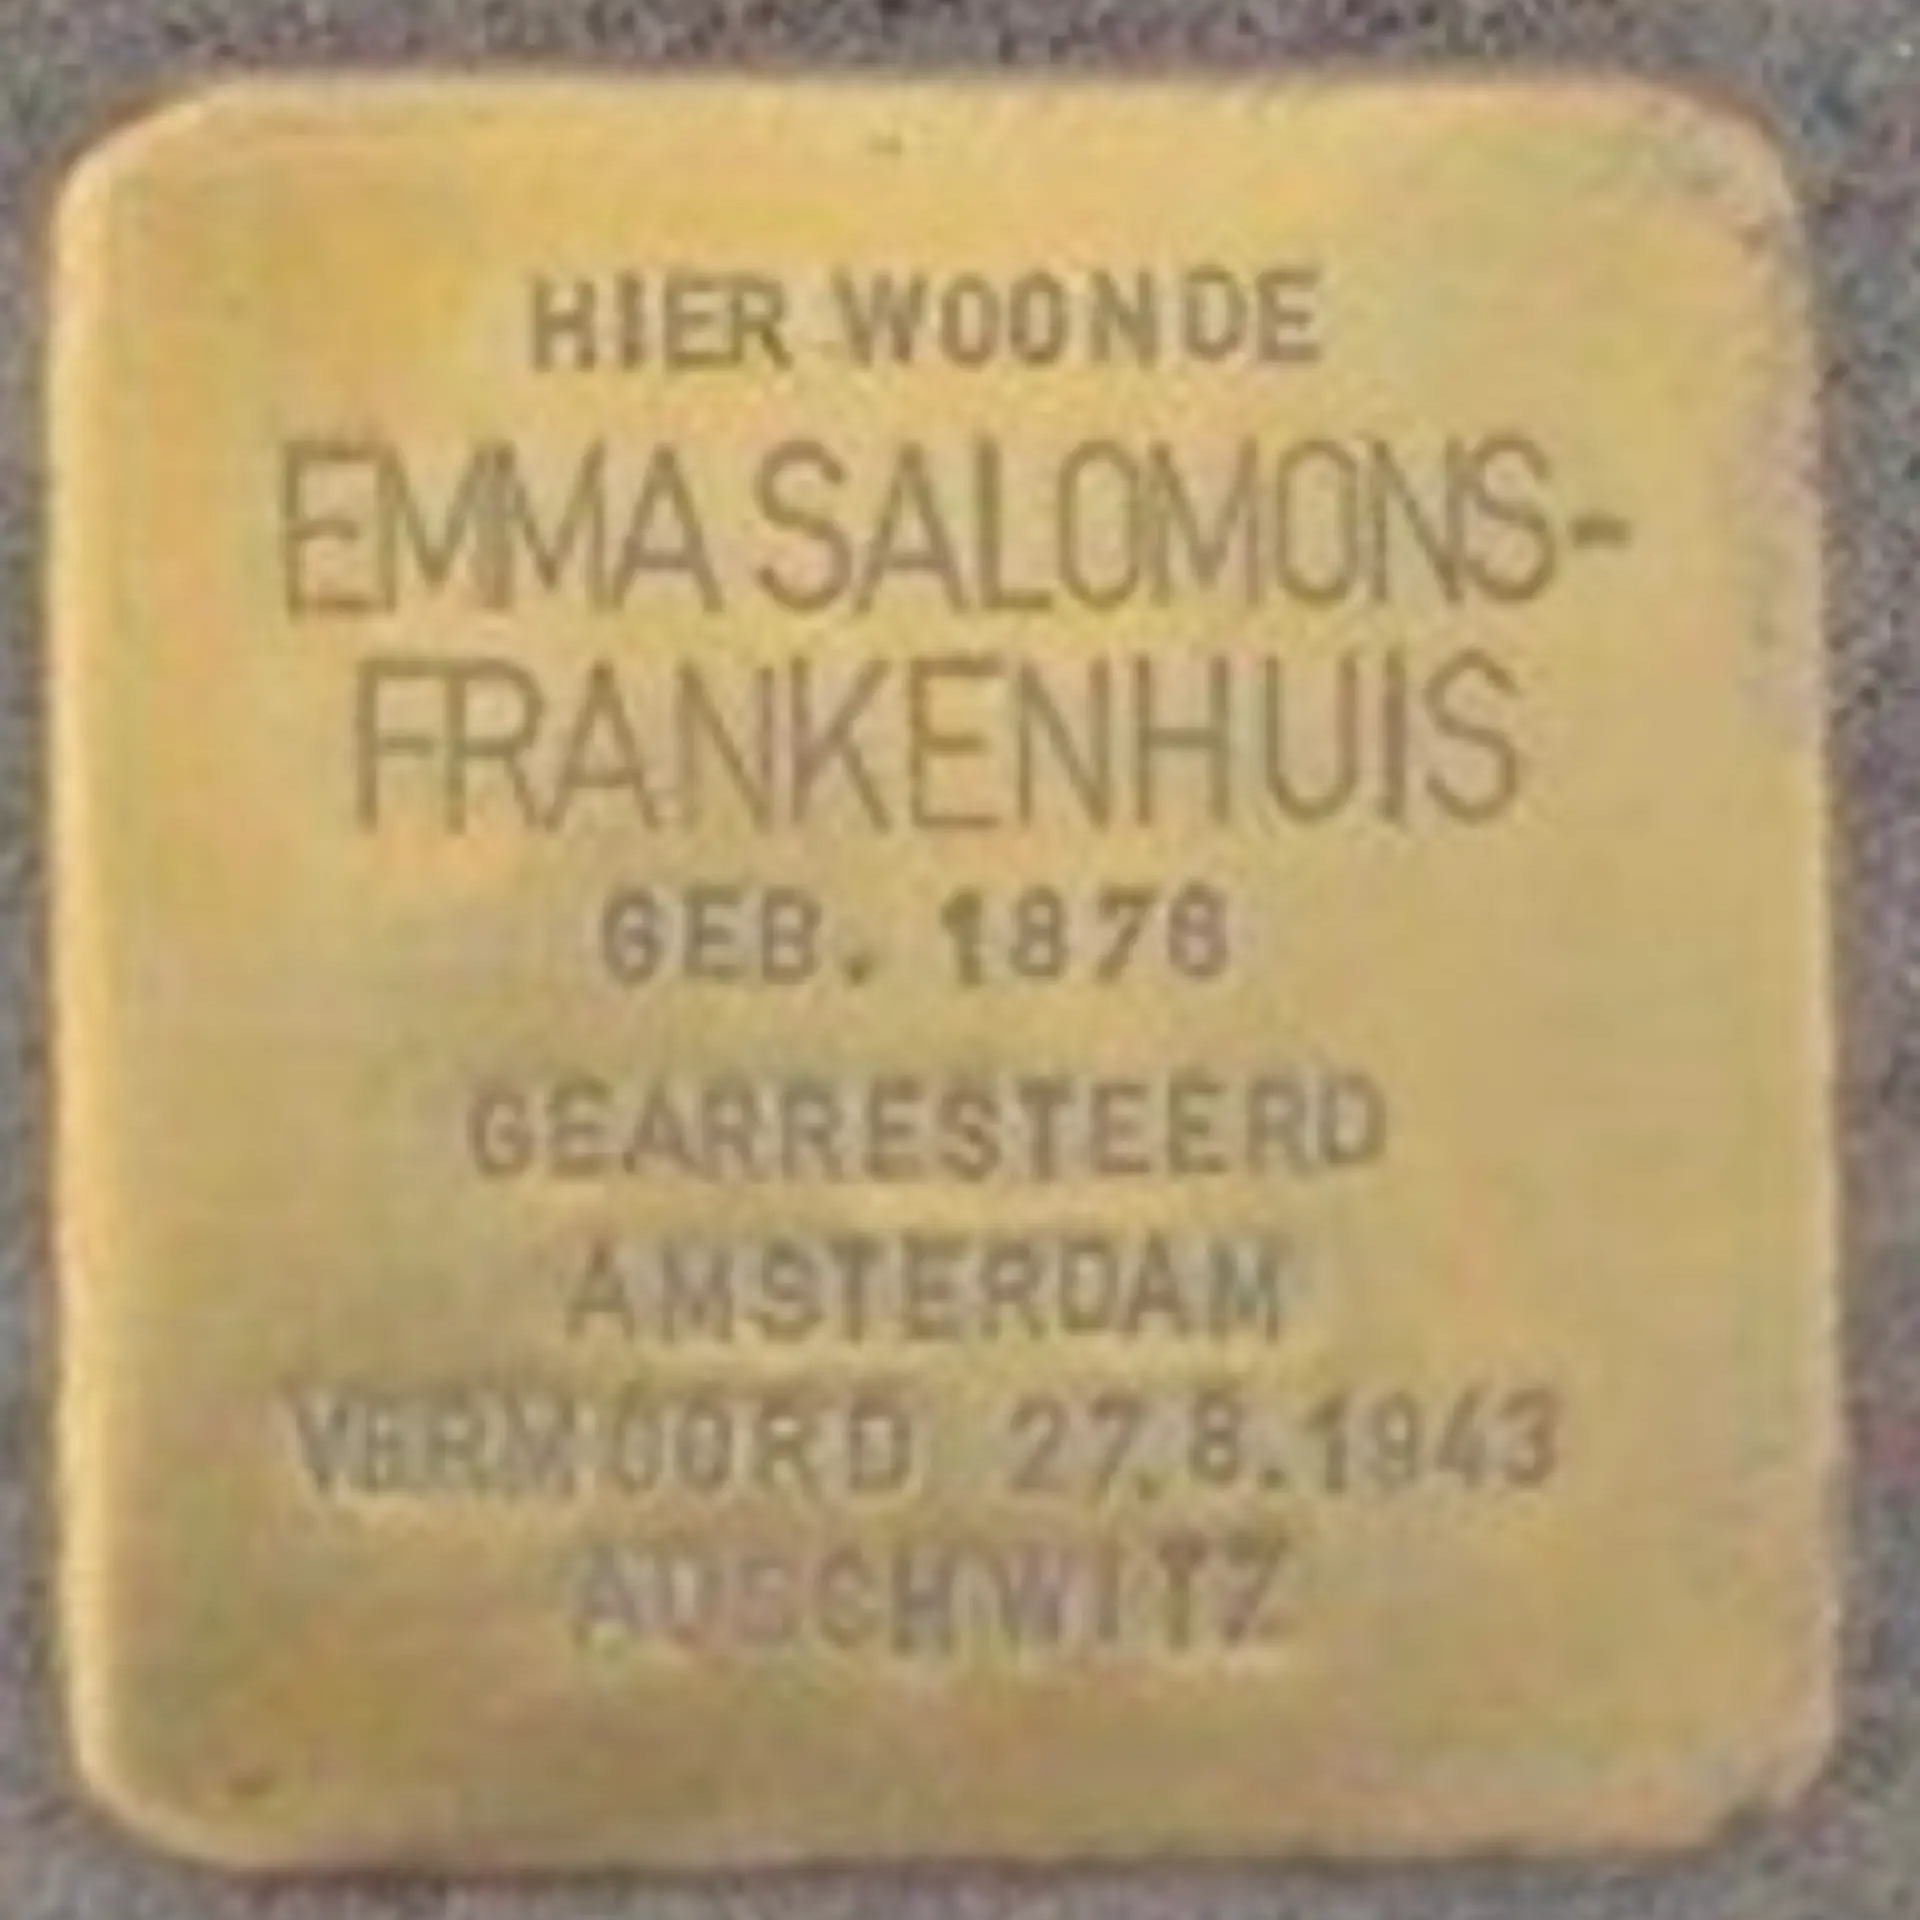 HIER WOONDE
EMMA SALOMONS-
FRANKENHUIS
GEB. 1876
GEARRESTEERD
AMSTERDAM
VERMOORD 27.8.1943
AUSCHWITZ